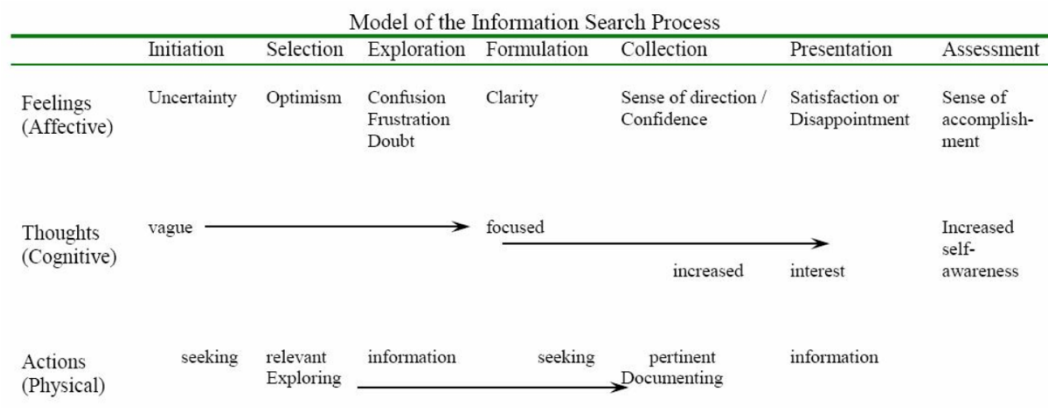 Model of the Information Search Process
Initiation Selection Exploration Formulation Collection Presentation Assessment
Feelings (Affective)
Uncertainty
Optimism
Confusion
Frustration
Doubt
Clarity
Sense of direction /
Confidence
Satisfaction or
Disappointment
Sense of
accomplish-
ment
Thoughts
(Cognitive)
vague
focused
increased interest
Increased
self-
awareness
Actions
(Physical)
seeking relevant information seeking pertinent information
Exploring Documenting